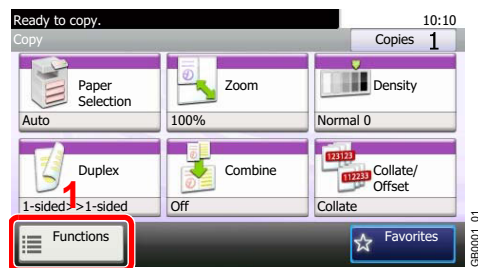 Ready to copy.
10:10
Copy
Copies 1
Paper
Selection
Auto
Zoom
100%
Density
Normal 0
Duplex
1-sided>>1-sided
Combine
Off
123123
112233
Collate/
Offset
Collate
1
Functions
Favorites
GB0001_01